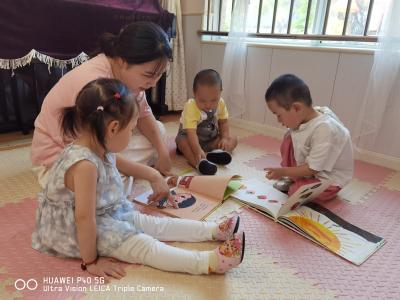 HUAWEI P40 5G
Ultra Vision LEICA Triple Camera